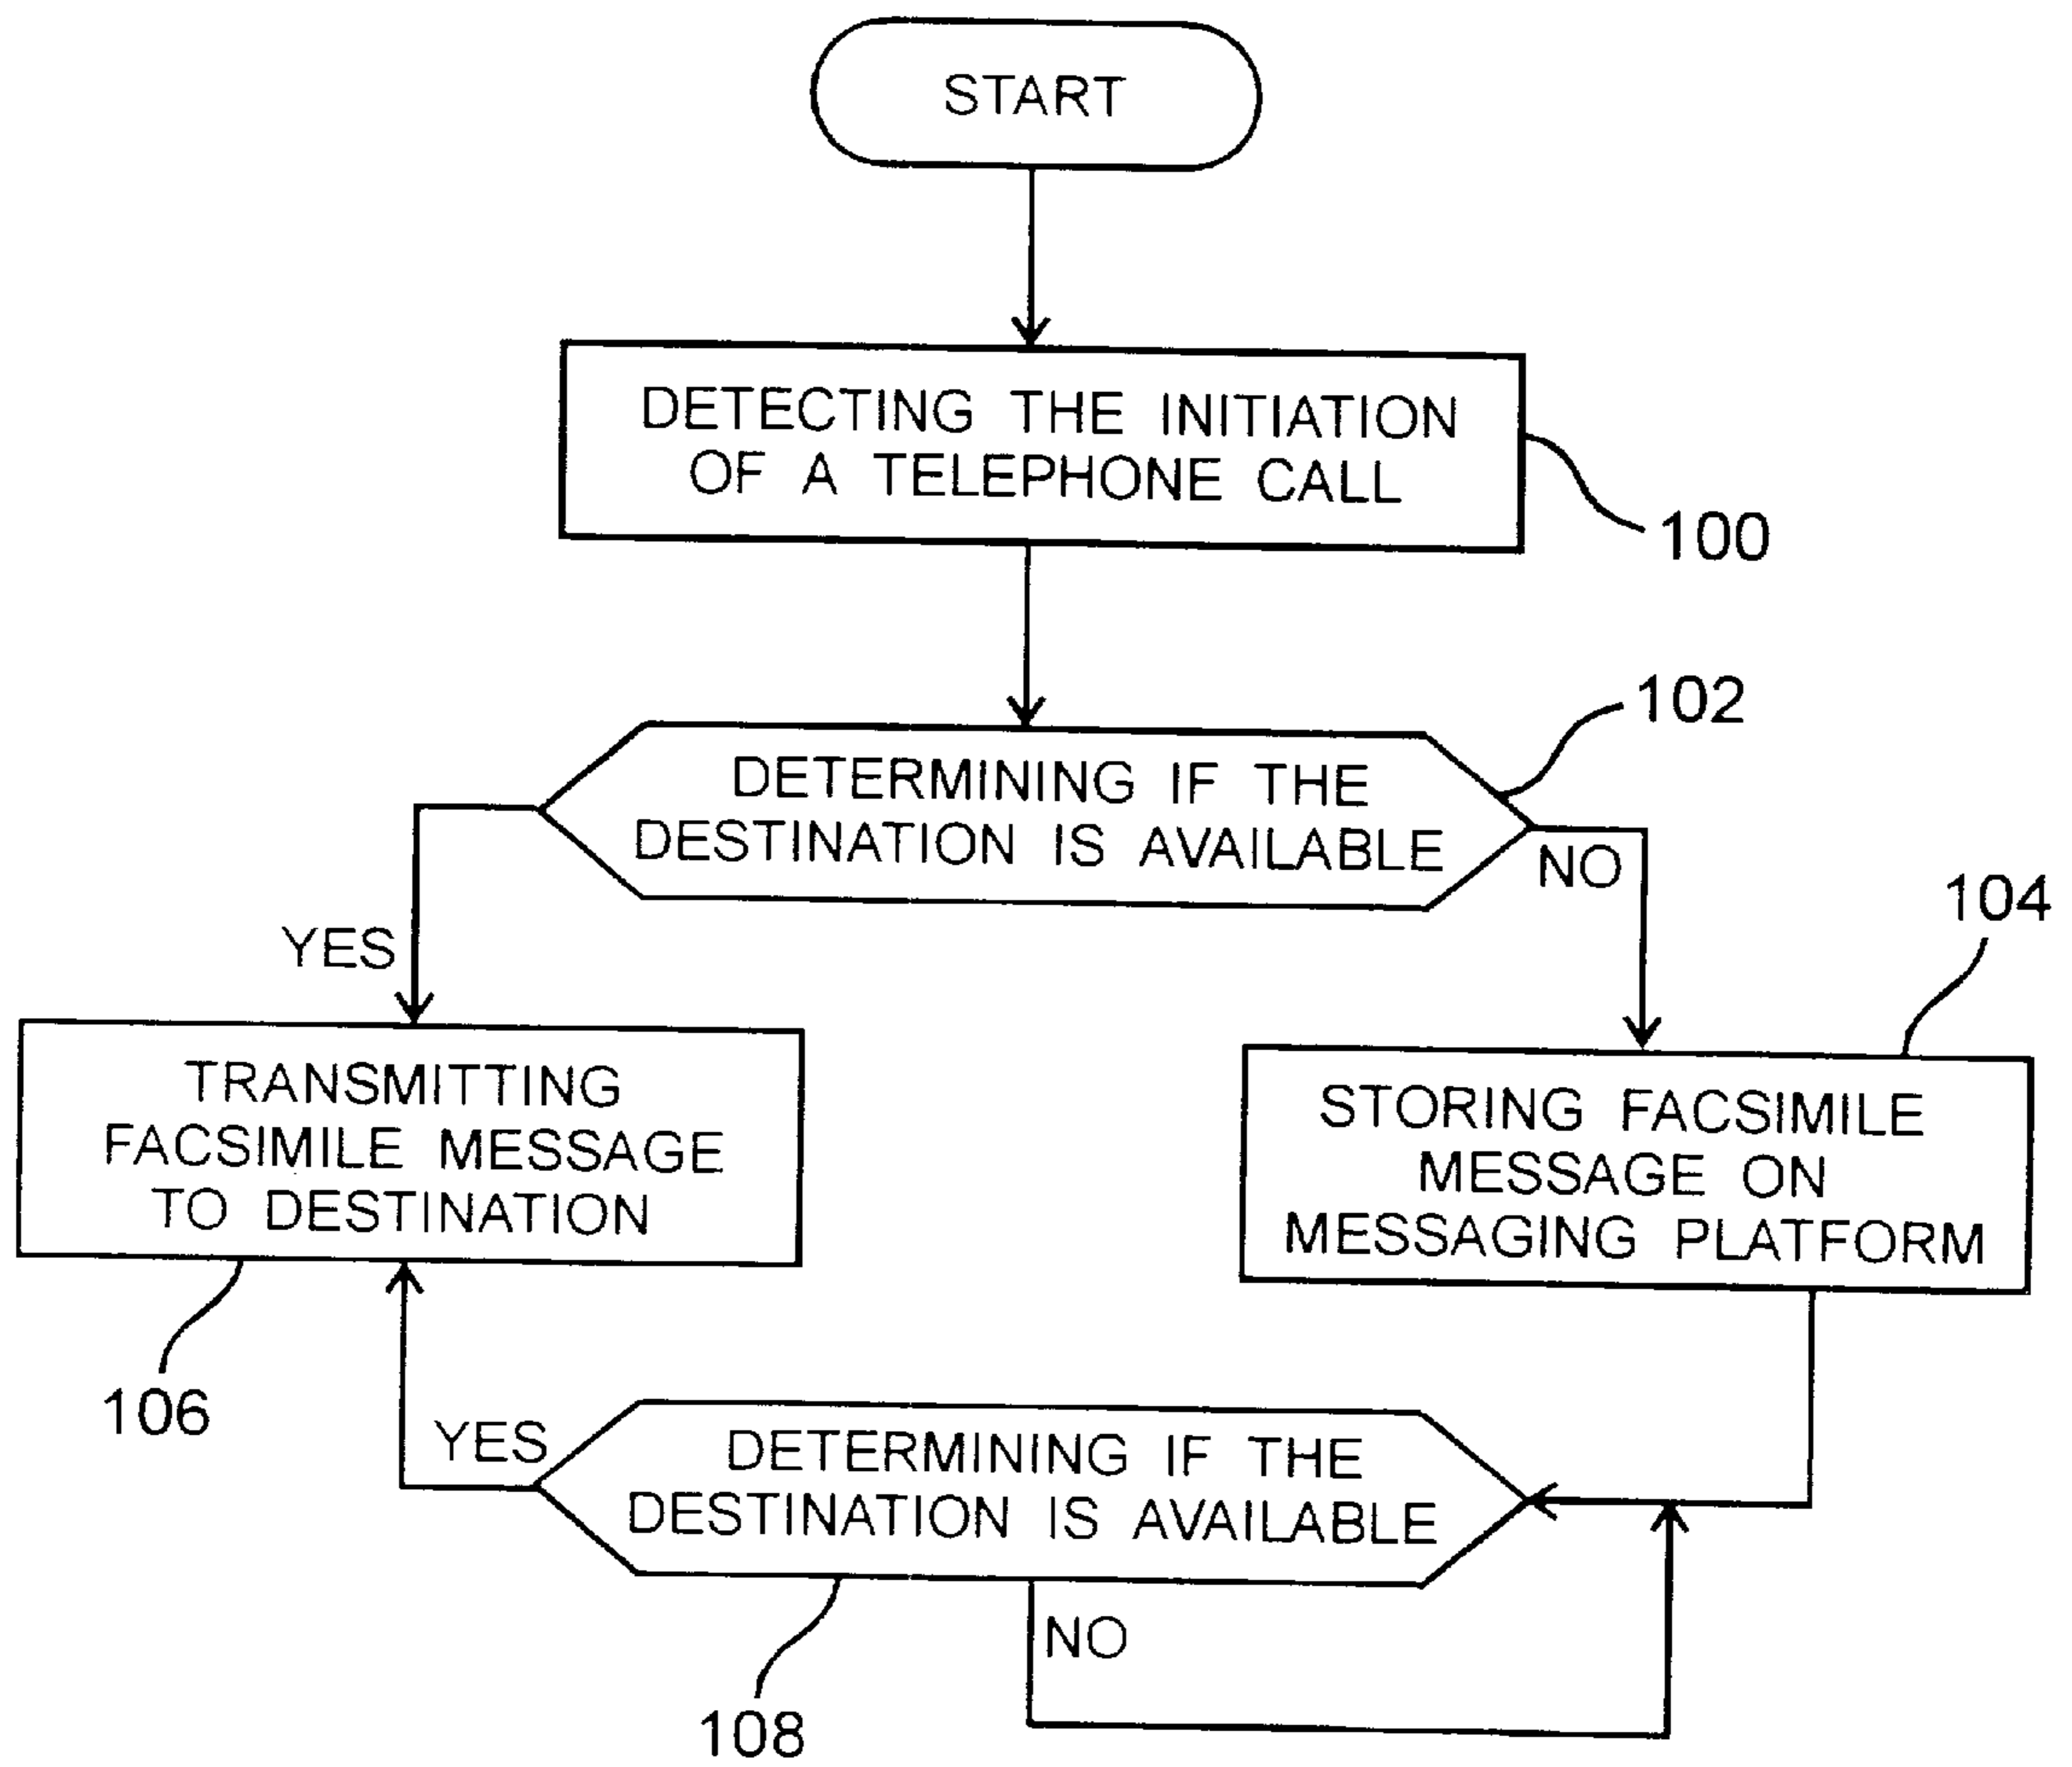 START
DETECTING THE INITIATION
OF A TELEPHONE CALL
100
102
DETERMINING IF THE
DESTINATION IS AVAILABLE
NO
104
YES
TRANSMITTING
FACSIMILE MESSAGE
TO DESTINATION
STORING FACSIMILE
MESSAGE ON
MESSAGING PLATFORM
106
YES
DETERMINING IF THE
DESTINATION IS AVAILABLE
NO
108